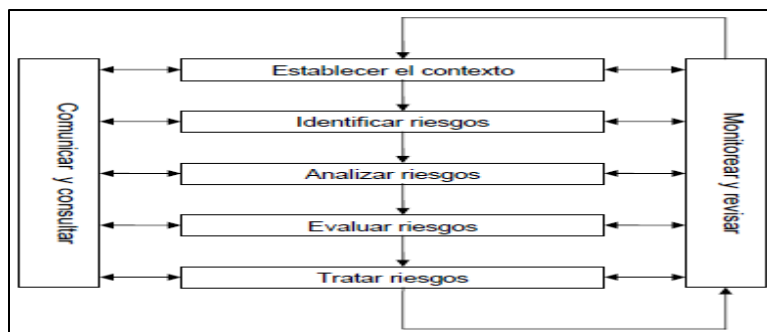 Establecer el contexto
Identificar riesgos
Analizar riesgos
Evaluar riesgos
Tratar riesgos
Comunicar y consultar
Monitorear y revisar